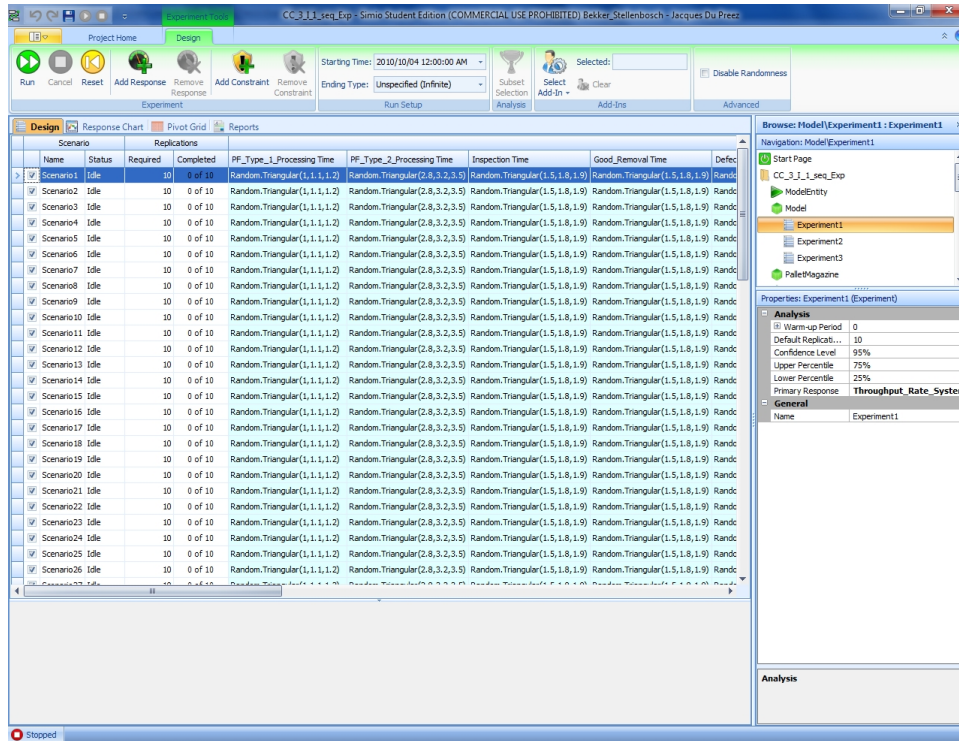 Experiment Tools
CC_3_I_1_seq_Exp - Simio Student Edition (COMMERCIAL USE PROHIBITED) Bekker_Stellenbosch - Jacques Du Preez
Project Home Design
Run Cancel Reset Add Response Remove Response Add Constraint Remove Constraint
Starting Time: 2010/10/04 12:00:00 AM
Ending Type: Unspecified (Infinite)
Subset Selection
Select Add-In
Selected:
Clear
Disable Randomness
Experiment Run Setup Analysis Add-Ins Advanced
Design Response Chart Pivot Grid Reports
Scenario Replications
Name Status Required Completed PF_Type_1_Processing Time PF_Type_2_Processing Time Inspection Time Good_Removal Time Defec
Scenario1 Idle 10 0 of 10 Random.Triangular(1,1.1,1.2) Random.Triangular(2.8,3.2,3.5) Random.Triangular(1.5,1.8,1.9) Random.Triangular(1.5,1.8,1.9) Rando
Scenario2 Idle 10 0 of 10 Random.Triangular(1,1.1,1.2) Random.Triangular(2.8,3.2,3.5) Random.Triangular(1.5,1.8,1.9) Random.Triangular(1.5,1.8,1.9) Rando
Scenario3 Idle 10 0 of 10 Random.Triangular(1,1.1,1.2) Random.Triangular(2.8,3.2,3.5) Random.Triangular(1.5,1.8,1.9) Random.Triangular(1.5,1.8,1.9) Rando
Scenario4 Idle 10 0 of 10 Random.Triangular(1,1.1,1.2) Random.Triangular(2.8,3.2,3.5) Random.Triangular(1.5,1.8,1.9) Random.Triangular(1.5,1.8,1.9) Rando
Scenario5 Idle 10 0 of 10 Random.Triangular(1,1.1,1.2) Random.Triangular(2.8,3.2,3.5) Random.Triangular(1.5,1.8,1.9) Random.Triangular(1.5,1.8,1.9) Rando
Scenario6 Idle 10 0 of 10 Random.Triangular(1,1.1,1.2) Random.Triangular(2.8,3.2,3.5) Random.Triangular(1.5,1.8,1.9) Random.Triangular(1.5,1.8,1.9) Rando
Scenario7 Idle 10 0 of 10 Random.Triangular(1,1.1,1.2) Random.Triangular(2.8,3.2,3.5) Random.Triangular(1.5,1.8,1.9) Random.Triangular(1.5,1.8,1.9) Rando
Scenario8 Idle 10 0 of 10 Random.Triangular(1,1.1,1.2) Random.Triangular(2.8,3.2,3.5) Random.Triangular(1.5,1.8,1.9) Random.Triangular(1.5,1.8,1.9) Rando
Scenario9 Idle 10 0 of 10 Random.Triangular(1,1.1,1.2) Random.Triangular(2.8,3.2,3.5) Random.Triangular(1.5,1.8,1.9) Random.Triangular(1.5,1.8,1.9) Rando
Scenario10 Idle 10 0 of 10 Random.Triangular(1,1.1,1.2) Random.Triangular(2.8,3.2,3.5) Random.Triangular(1.5,1.8,1.9) Random.Triangular(1.5,1.8,1.9) Rando
Scenario11 Idle 10 0 of 10 Random.Triangular(1,1.1,1.2) Random.Triangular(2.8,3.2,3.5) Random.Triangular(1.5,1.8,1.9) Random.Triangular(1.5,1.8,1.9) Rando
Scenario12 Idle 10 0 of 10 Random.Triangular(1,1.1,1.2) Random.Triangular(2.8,3.2,3.5) Random.Triangular(1.5,1.8,1.9) Random.Triangular(1.5,1.8,1.9) Rando
Scenario13 Idle 10 0 of 10 Random.Triangular(1,1.1,1.2) Random.Triangular(2.8,3.2,3.5) Random.Triangular(1.5,1.8,1.9) Random.Triangular(1.5,1.8,1.9) Rando
Scenario14 Idle 10 0 of 10 Random.Triangular(1,1.1,1.2) Random.Triangular(2.8,3.2,3.5) Random.Triangular(1.5,1.8,1.9) Random.Triangular(1.5,1.8,1.9) Rando
Scenario15 Idle 10 0 of 10 Random.Triangular(1,1.1,1.2) Random.Triangular(2.8,3.2,3.5) Random.Triangular(1.5,1.8,1.9) Random.Triangular(1.5,1.8,1.9) Rando
Scenario16 Idle 10 0 of 10 Random.Triangular(1,1.1,1.2) Random.Triangular(2.8,3.2,3.5) Random.Triangular(1.5,1.8,1.9) Random.Triangular(1.5,1.8,1.9) Rando
Scenario17 Idle 10 0 of 10 Random.Triangular(1,1.1,1.2) Random.Triangular(2.8,3.2,3.5) Random.Triangular(1.5,1.8,1.9) Random.Triangular(1.5,1.8,1.9) Rando
Scenario18 Idle 10 0 of 10 Random.Triangular(1,1.1,1.2) Random.Triangular(2.8,3.2,3.5) Random.Triangular(1.5,1.8,1.9) Random.Triangular(1.5,1.8,1.9) Rando
Scenario19 Idle 10 0 of 10 Random.Triangular(1,1.1,1.2) Random.Triangular(2.8,3.2,3.5) Random.Triangular(1.5,1.8,1.9) Random.Triangular(1.5,1.8,1.9) Rando
Scenario20 Idle 10 0 of 10 Random.Triangular(1,1.1,1.2) Random.Triangular(2.8,3.2,3.5) Random.Triangular(1.5,1.8,1.9) Random.Triangular(1.5,1.8,1.9) Rando
Scenario21 Idle 10 0 of 10 Random.Triangular(1,1.1,1.2) Random.Triangular(2.8,3.2,3.5) Random.Triangular(1.5,1.8,1.9) Random.Triangular(1.5,1.8,1.9) Rando
Scenario22 Idle 10 0 of 10 Random.Triangular(1,1.1,1.2) Random.Triangular(2.8,3.2,3.5) Random.Triangular(1.5,1.8,1.9) Random.Triangular(1.5,1.8,1.9) Rando
Scenario23 Idle 10 0 of 10 Random.Triangular(1,1.1,1.2) Random.Triangular(2.8,3.2,3.5) Random.Triangular(1.5,1.8,1.9) Random.Triangular(1.5,1.8,1.9) Rando
Scenario24 Idle 10 0 of 10 Random.Triangular(1,1.1,1.2) Random.Triangular(2.8,3.2,3.5) Random.Triangular(1.5,1.8,1.9) Random.Triangular(1.5,1.8,1.9) Rando
Scenario25 Idle 10 0 of 10 Random.Triangular(1,1.1,1.2) Random.Triangular(2.8,3.2,3.5) Random.Triangular(1.5,1.8,1.9) Random.Triangular(1.5,1.8,1.9) Rando
Scenario26 Idle 10 0 of 10 Random.Triangular(1,1.1,1.2) Random.Triangular(2.8,3.2,3.5) Random.Triangular(1.5,1.8,1.9) Random.Triangular(1.5,1.8,1.9) Rando
Browse: Model\Experiment1 : Experiment1
Navigation: Model\Experiment1
Start Page
CC_3_I_1_seq_Exp
ModelEntity
Model
Experiment1
Experiment2
Experiment3
PalletMagazine
Properties: Experiment1 (Experiment)
Analysis
Warm-up Period 0
Default Replicati... 10
Confidence Level 95%
Upper Percentile 75%
Lower Percentile 25%
Primary Response Throughput_Rate_System
General
Name Experiment1
Analysis
Stopped